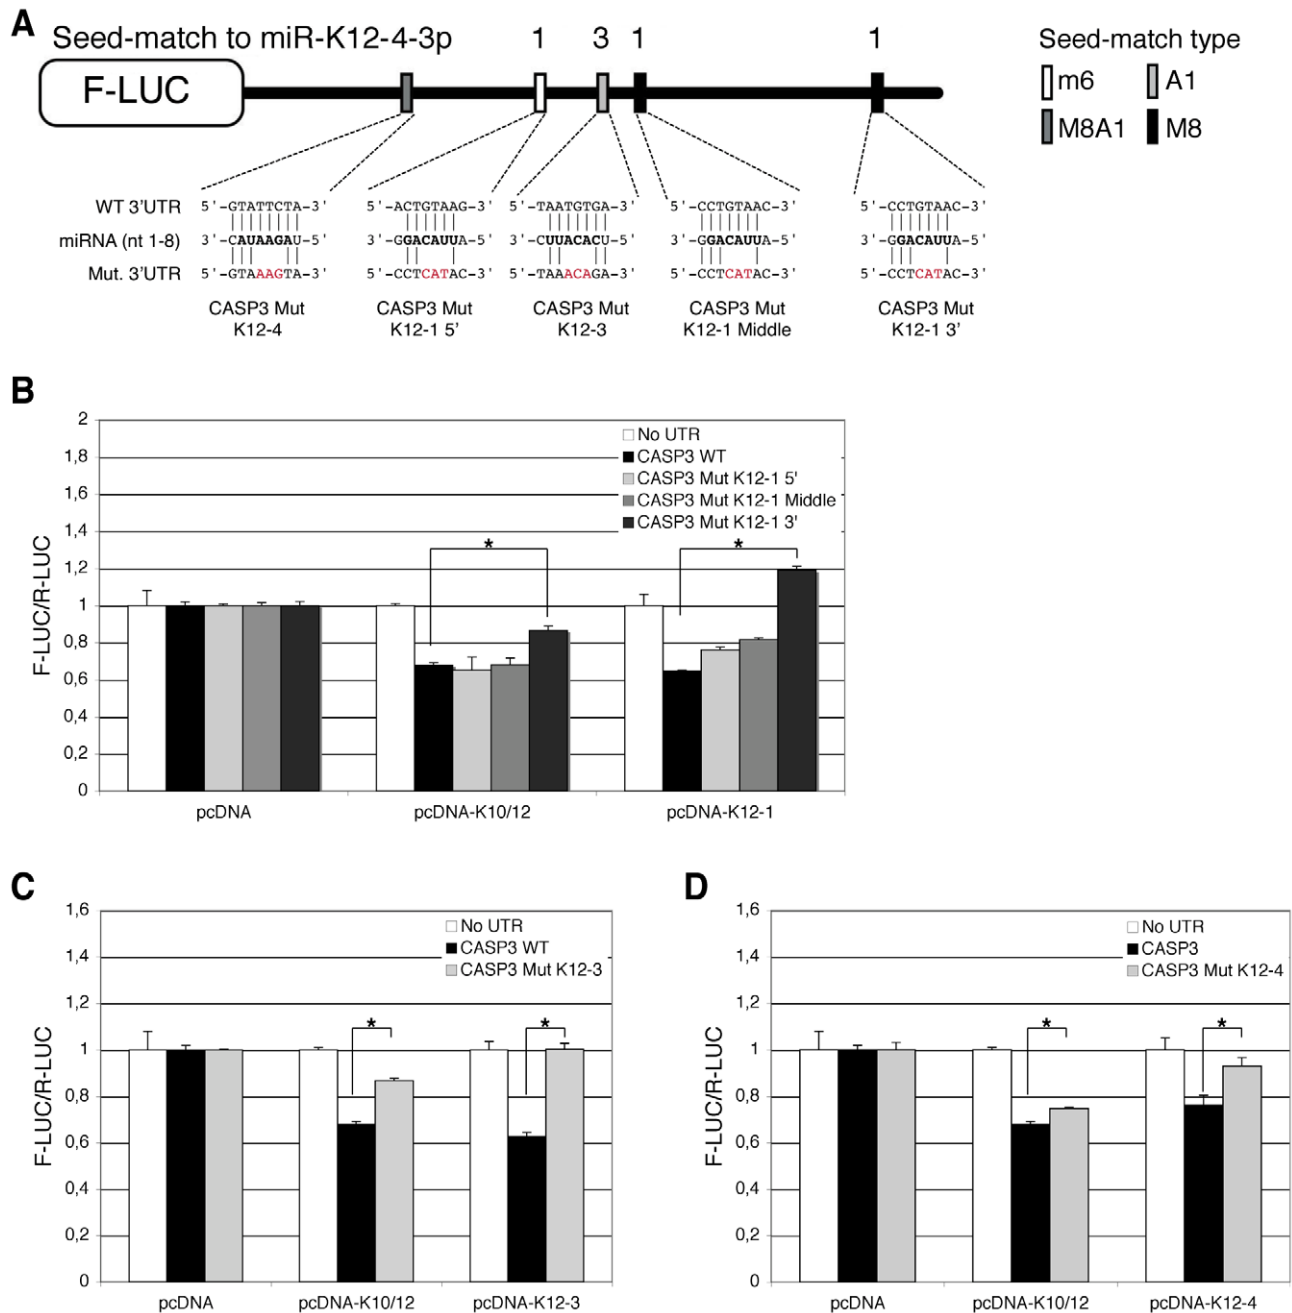 A
Seed-match to miR-K12-4-3p 1 3 1 1
F-LUC
Seed-match type
m6 A1
M8A1 M8
WT 3'UTR 5'-GTATTCTA-3' 5'-ACTGTAAG-3' 5'-TAATGTGA-3' 5'-CCTGTAAC-3' 5'-CCTGTAAC-3'
miRNA (nt 1-8) 3'-CAUAAGAU-5' 3'-GGACAUUA-5' 3'-CUUACACU-5' 3'-GGACAUUA-5' 3'-GGACAUUA-5'
Mut. 3'UTR 5'-GTAAAGTA-3' 5'-CCTCATAC-3' 5'-TAAACAGA-3' 5'-CCTCATAC-3' 5'-CCTCATAC-3'
CASP3 Mut CASP3 Mut CASP3 Mut CASP3 Mut CASP3 Mut
K12-4 K12-1 5' K12-3 K12-1 Middle K12-1 3'
B
F-LUC/R-LUC
2
1,8
1,6
1,4
1,2
1
0,8
0,6
0,4
0,2
0
No UTR
CASP3 WT
CASP3 Mut K12-1 5'
CASP3 Mut K12-1 Middle
CASP3 Mut K12-1 3'
* *
pcDNA pcDNA-K10/12 pcDNA-K12-1
C
F-LUC/R-LUC
1,6
1,4
1,2
1
0,8
0,6
0,4
0,2
0
No UTR
CASP3 WT
CASP3 Mut K12-3
* *
pcDNA pcDNA-K10/12 pcDNA-K12-3
D
F-LUC/R-LUC
1,6
1,4
1,2
1
0,8
0,6
0,4
0,2
0
No UTR
CASP3
CASP3 Mut K12-4
* *
pcDNA pcDNA-K10/12 pcDNA-K12-4